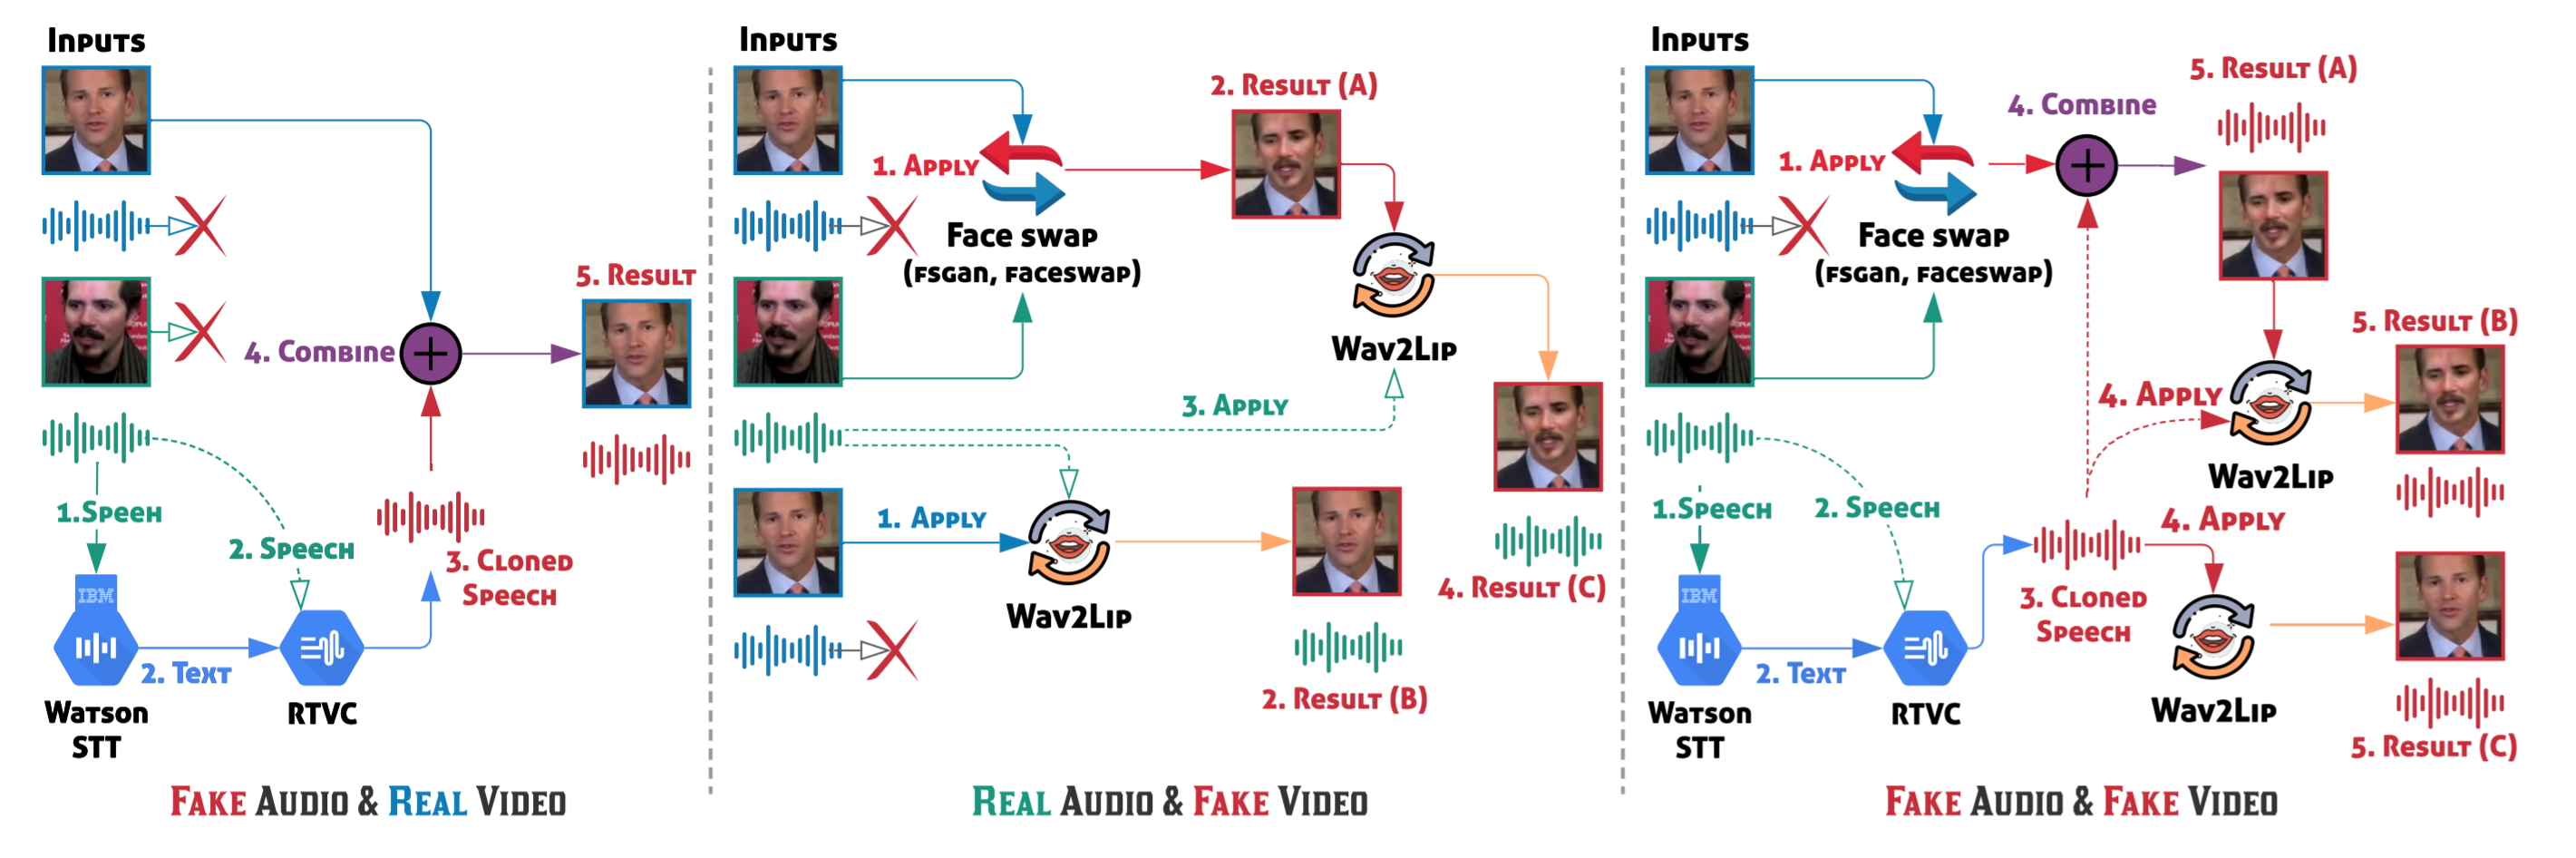 Inputs
4. Combine
5. Result
1.Speeh
2. Speech
3. Cloned
Speech
IBM
2. Text
Watson
STT
RTVC
Fake Audio & Real Video
Inputs
2. Result (A)
1. Apply
Face swap
(fsgan, faceswap)
Wav2Lip
3. Apply
1. Apply
Wav2Lip
4. Result (C)
2. Result (B)
Real Audio & Fake Video
Inputs
5. Result (A)
4. Combine
1. Apply
Face swap
(fsgan, faceswap)
5. Result (B)
4. Apply
Wav2Lip
1.Speech
2. Speech
4. Apply
3. Cloned
Speech
IBM
2. Text
Watson
STT
RTVC
Wav2Lip
5. Result (C)
Fake Audio & Fake Video